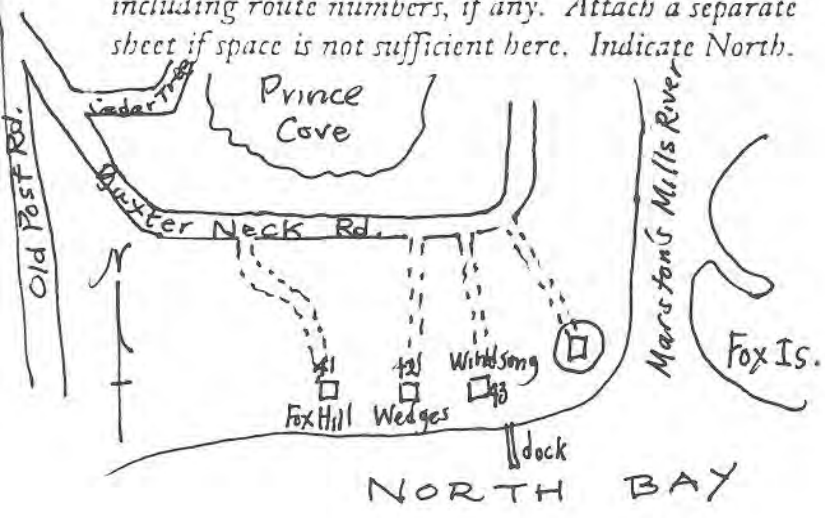 including route numbers, if any. Attach a separate
sheet if space is not sufficient here. Indicate North.
Cedar Tree
Prince
Cove
Old Post Rd.
Baxter Neck Rd.
Marston's Mills River
N
Fox Is.
#1
Fox Hill
#2
Wedges
Windsong
#3
dock
NORTH BAY